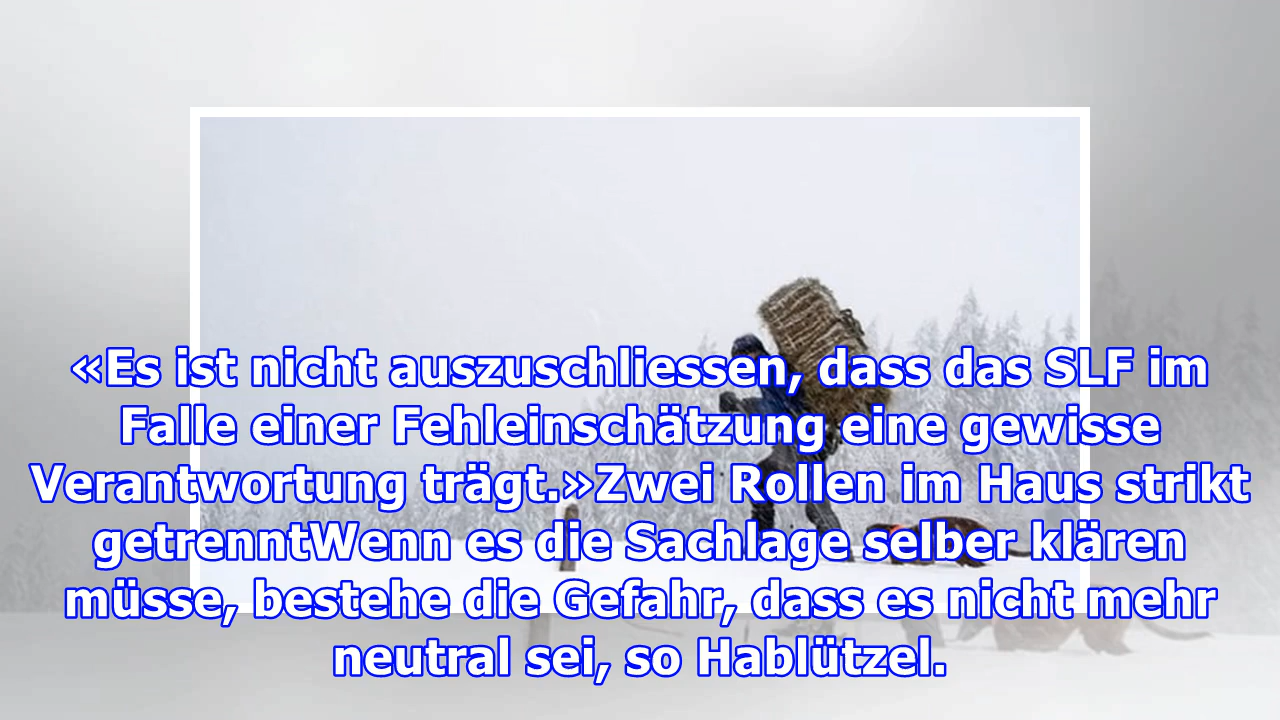 «Es ist nicht auszuschliessen, dass das SLF im
Falle einer Fehleinschätzung eine gewisse
Verantwortung trägt.»Zwei Rollen im Haus strikt
getrenntWenn es die Sachlage selber klären
müsse, bestehe die Gefahr, dass es nicht mehr
neutral sei, so Hablützel.